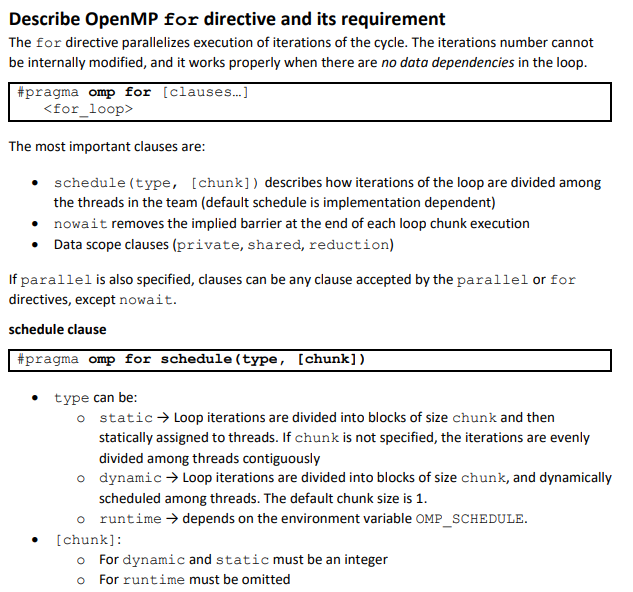 Describe OpenMP for directive and its requirement
The for directive parallelizes execution of iterations of the cycle. The iterations number cannot
be internally modified, and it works properly when there are no data dependencies in the loop.
#pragma omp for [clauses…]
<for_loop>
The most important clauses are:
• schedule(type, [chunk]) describes how iterations of the loop are divided among
the threads in the team (default schedule is implementation dependent)
• nowait removes the implied barrier at the end of each loop chunk execution
• Data scope clauses (private, shared, reduction)
If parallel is also specified, clauses can be any clause accepted by the parallel or for
directives, except nowait.
schedule clause
#pragma omp for schedule(type, [chunk])
• type can be:
o static → Loop iterations are divided into blocks of size chunk and then
statically assigned to threads. If chunk is not specified, the iterations are evenly
divided among threads contiguously
o dynamic → Loop iterations are divided into blocks of size chunk, and dynamically
scheduled among threads. The default chunk size is 1.
o runtime → depends on the environment variable OMP_SCHEDULE.
• [chunk]:
o For dynamic and static must be an integer
o For runtime must be omitted